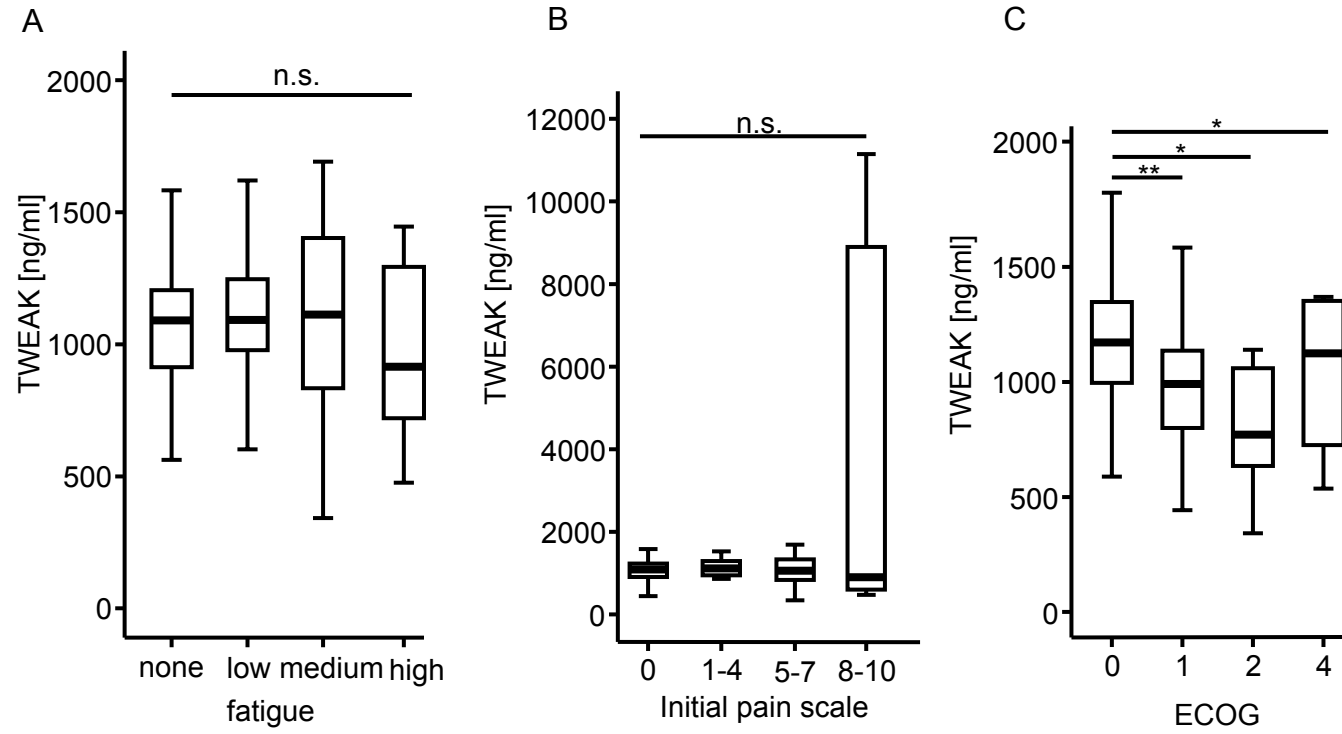 A
TWEAK [ng/ml]
2000
1500
1000
500
0
n.s.
none low medium high
fatigue
B
TWEAK [ng/ml]
12000
10000
8000
6000
4000
2000
0
n.s.
0 1-4 5-7 8-10
Initial pain scale
C
TWEAK [ng/ml]
2000
1500
1000
500
0
*
*
**
0 1 2 4
ECOG